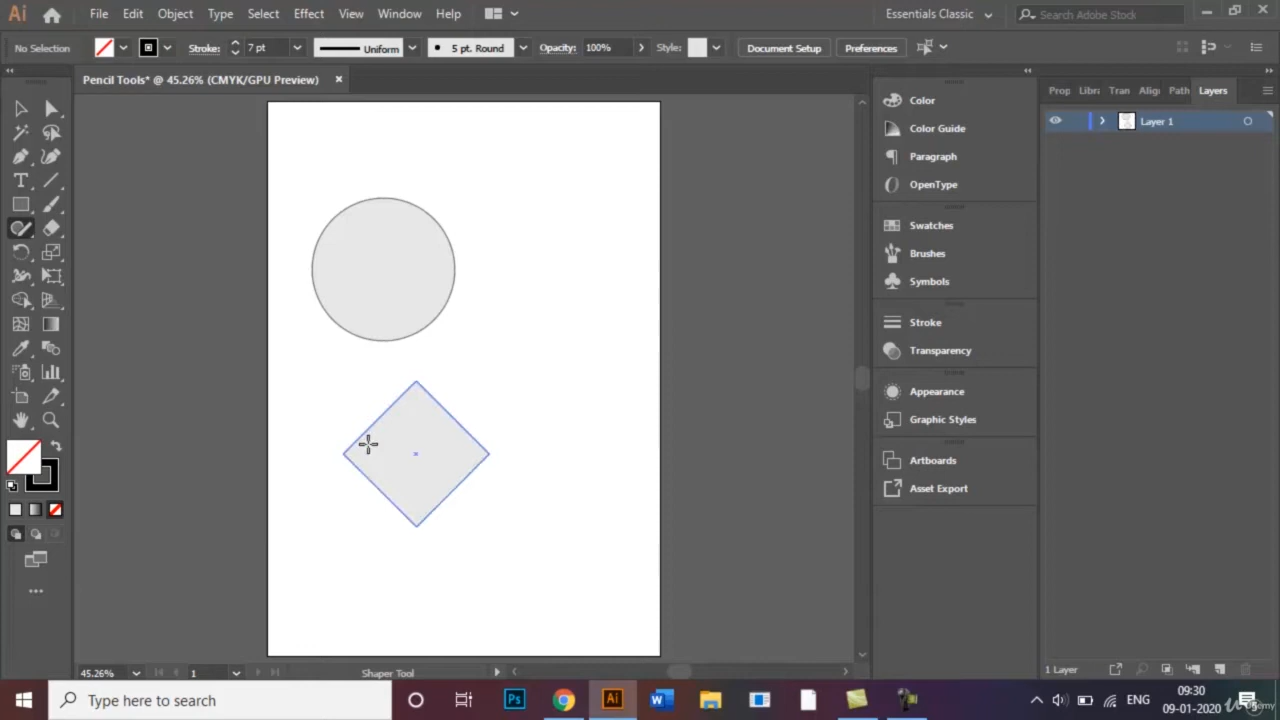 Ai File Edit Object Type Select Effect View Window Help Essentials Classic Search Adobe Stock
No Selection Stroke: 7 pt Uniform 5 pt. Round Opacity: 100% Style: Document Setup Preferences
Pencil Tools* @ 45.26% (CMYK/GPU Preview)
Color
Color Guide
Paragraph
OpenType
Swatches
Brushes
Symbols
Stroke
Transparency
Appearance
Graphic Styles
Artboards
Asset Export
Prop Libra Tran Align Path Layers
Layer 1
1 Layer
45.26% 1 Shaper Tool
Type here to search Ps Ai W ENG 09:30
09-01-2020